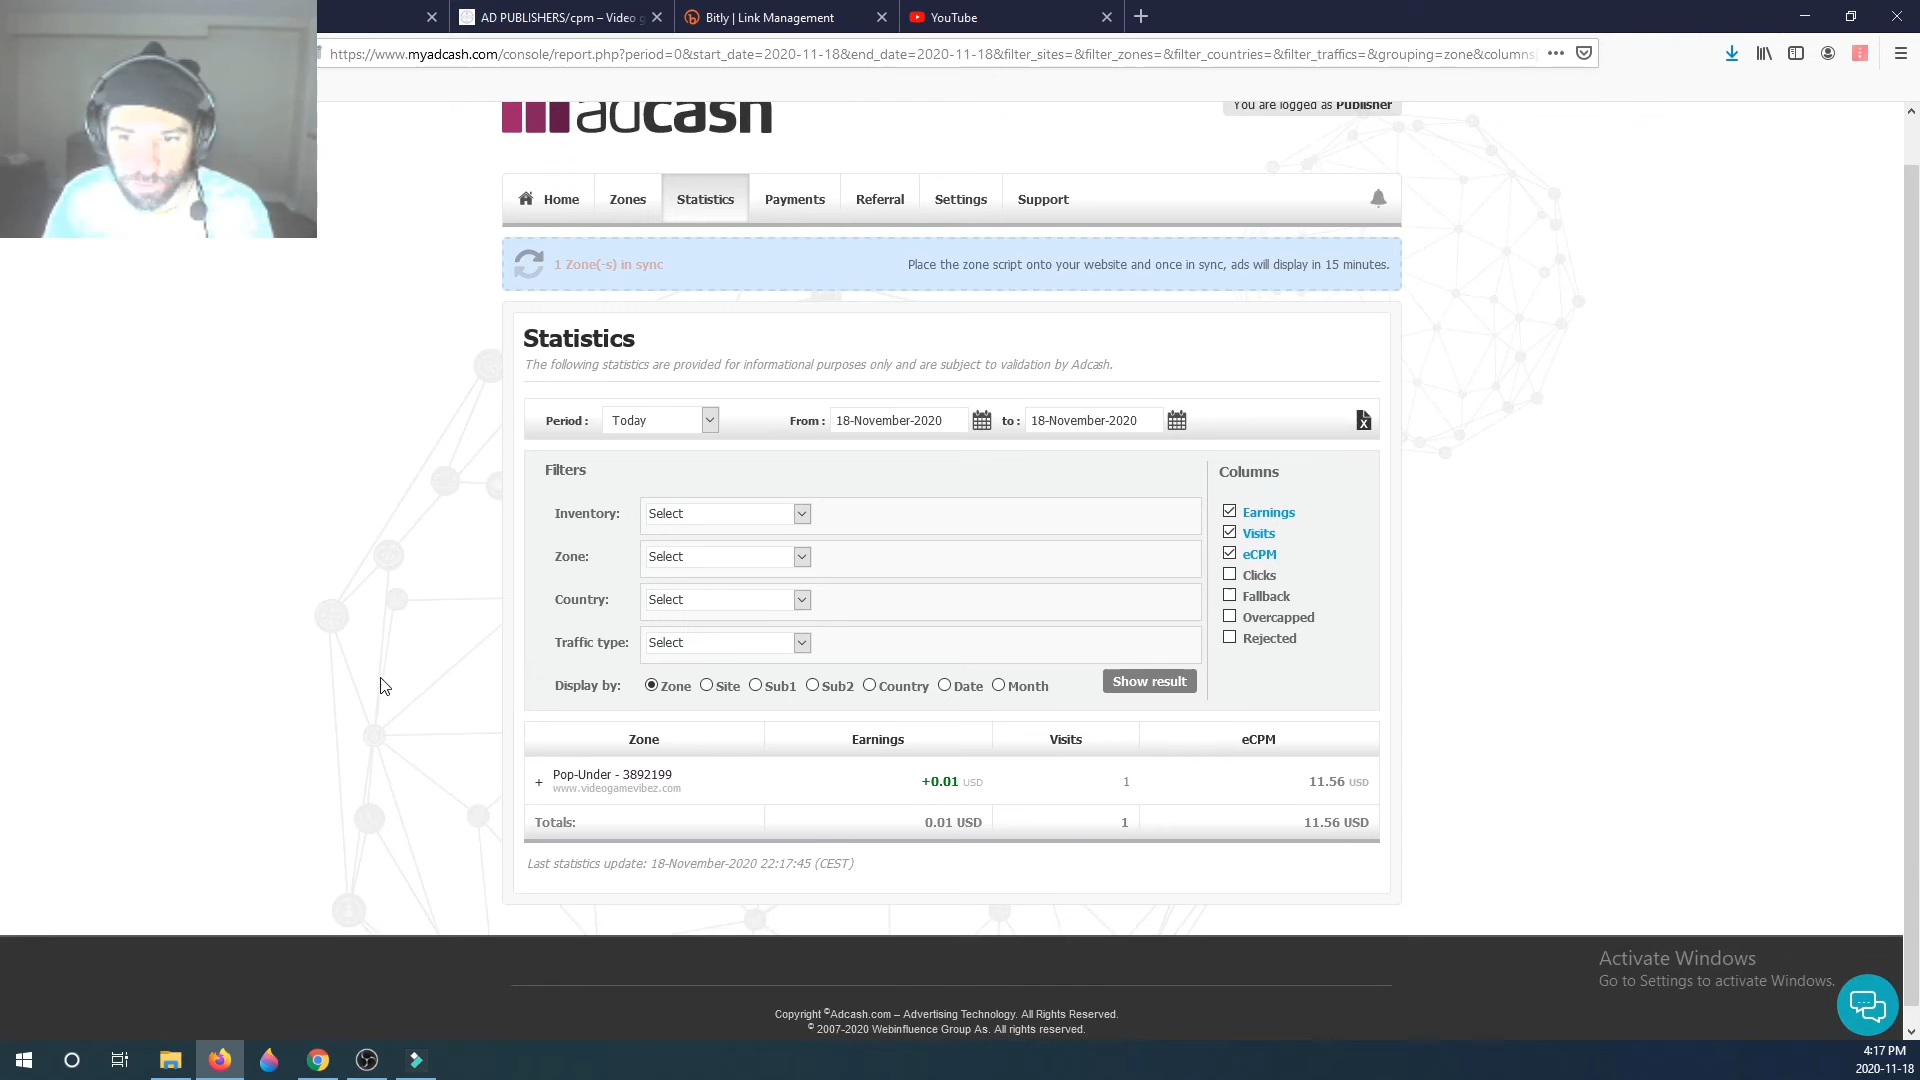 AD PUBLISHERS/cpm – Video g
Bitly | Link Management
YouTube
https://www.myadcash.com/console/report.php?period=0&start_date=2020-11-18&end_date=2020-11-18&filter_sites=&filter_zones=&filter_countries=&filter_traffics=&grouping=zone&columns
adcash
You are logged as Publisher
Home
Zones
Statistics
Payments
Referral
Settings
Support
1 Zone(-s) in sync
Place the zone script onto your website and once in sync, ads will display in 15 minutes.
Statistics
The following statistics are provided for informational purposes only and are subject to validation by Adcash.
Period : Today
From : 18-November-2020
to : 18-November-2020
Filters
Columns
Inventory: Select
Zone: Select
Country: Select
Traffic type: Select
Earnings
Visits
eCPM
Clicks
Fallback
Overcapped
Rejected
Display by: Zone Site Sub1 Sub2 Country Date Month
Show result
Zone Earnings Visits eCPM
+ Pop-Under - 3892199 +0.01 USD 1 11.56 USD
www.videogamevibez.com
Totals: 0.01 USD 1 11.56 USD
Last statistics update: 18-November-2020 22:17:45 (CEST)
Activate Windows
Go to Settings to activate Windows.
Copyright ©Adcash.com – Advertising Technology. All Rights Reserved.
© 2007-2020 Webinfluence Group As. All rights reserved.
4:17 PM
2020-11-18